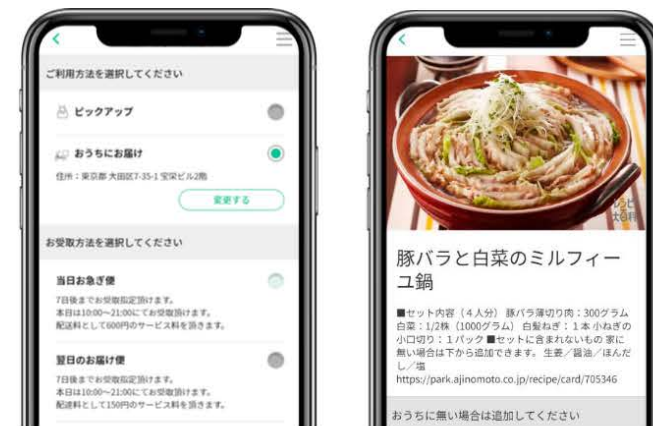 ご利用方法を選択してください
ピックアップ
おうちにお届け
住所：東京都 大田区7-35-1 宝栄ビル2階
変更する
お受取方法を選択してください
当日お急ぎ便
7日後までお受取指定頂けます。
本日は10:00〜21:00にてお受取頂けます。
配送料として600円のサービス料を頂きます。
翌日のお届け便
7日後までお受取指定頂けます。
本日は10:00〜21:00にてお受取頂けます。
配達料として150円のサービス料を頂きます。
レシピ
大百科
豚バラと白菜のミルフィー
ユ鍋
■セット内容（４人分） 豚バラ薄切り肉：300グラム
白菜：1/2株（1000グラム） 白髪ねぎ：１本 小ねぎの
小口切り：１パック ■セットに含まれないもの 家に
無い場合は下から追加できます。 生姜／醤油／ほんだ
し／塩
https://park.ajinomoto.co.jp/recipe/card/705346
おうちに無い場合は追加してください